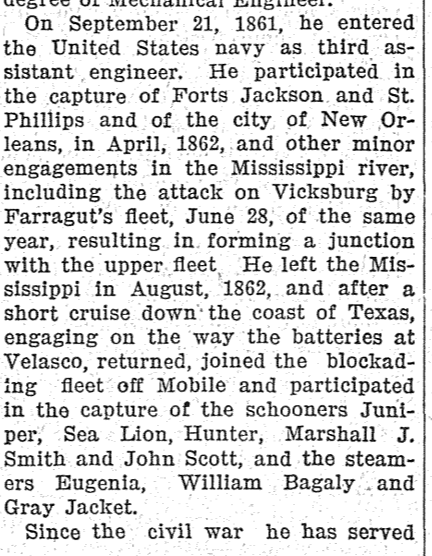 degree of Mechanical Engineer.
On September 21, 1861, he entered
the United States navy as third as-
sistant engineer. He participated in
the capture of Forts Jackson and St.
Phillips and of the city of New Or-
leans, in April, 1862, and other minor
engagements in the Mississippi river,
including the attack on Vicksburg by
Farragut's fleet, June 28, of the same
year, resulting in forming a junction
with the upper fleet. He left the Mis-
sissippi in August, 1862, and after a
short cruise down the coast of Texas,
engaging on the way the batteries at
Velasco, returned, joined the blockad-
ing fleet off Mobile and participated
in the capture of the schooners Juni-
per, Sea Lion, Hunter, Marshall J.
Smith and John Scott, and the steam-
ers Eugenia, William Bagaly and
Gray Jacket.
Since the civil war he has served